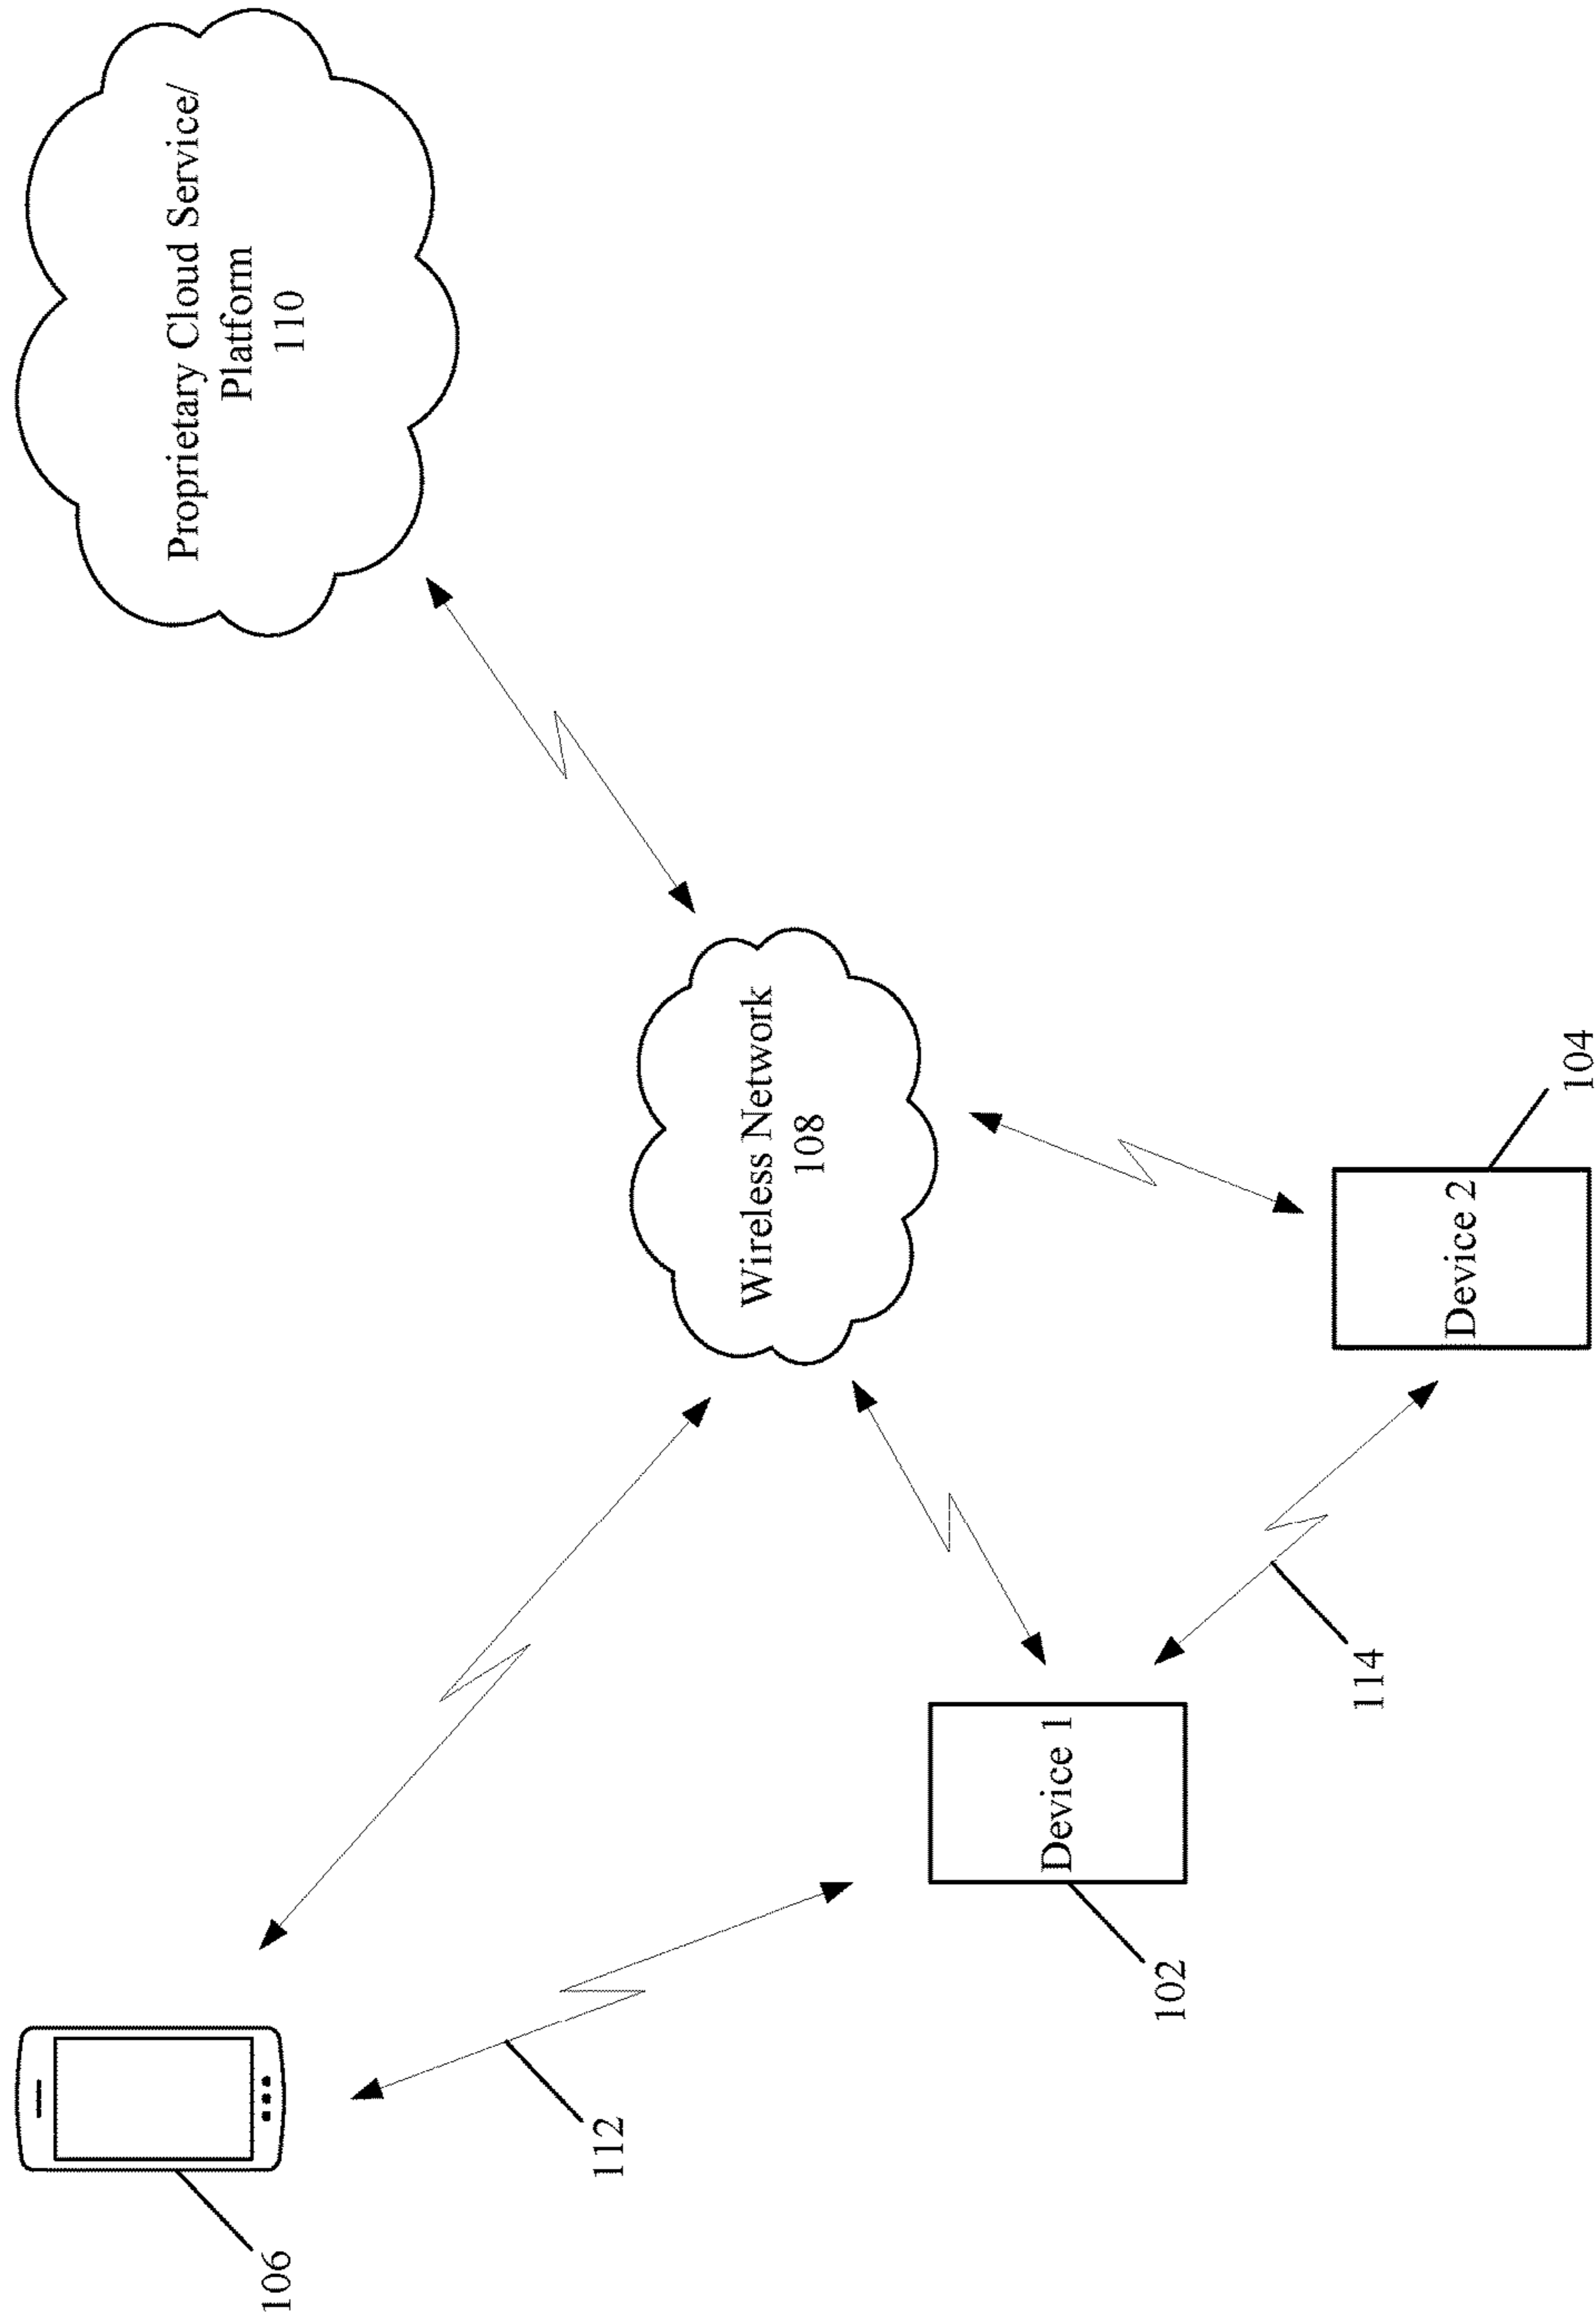 106
Proprietary Cloud Service/
Platform
110
112
Wireless Network
108
102
Device 1
114
Device 2
104